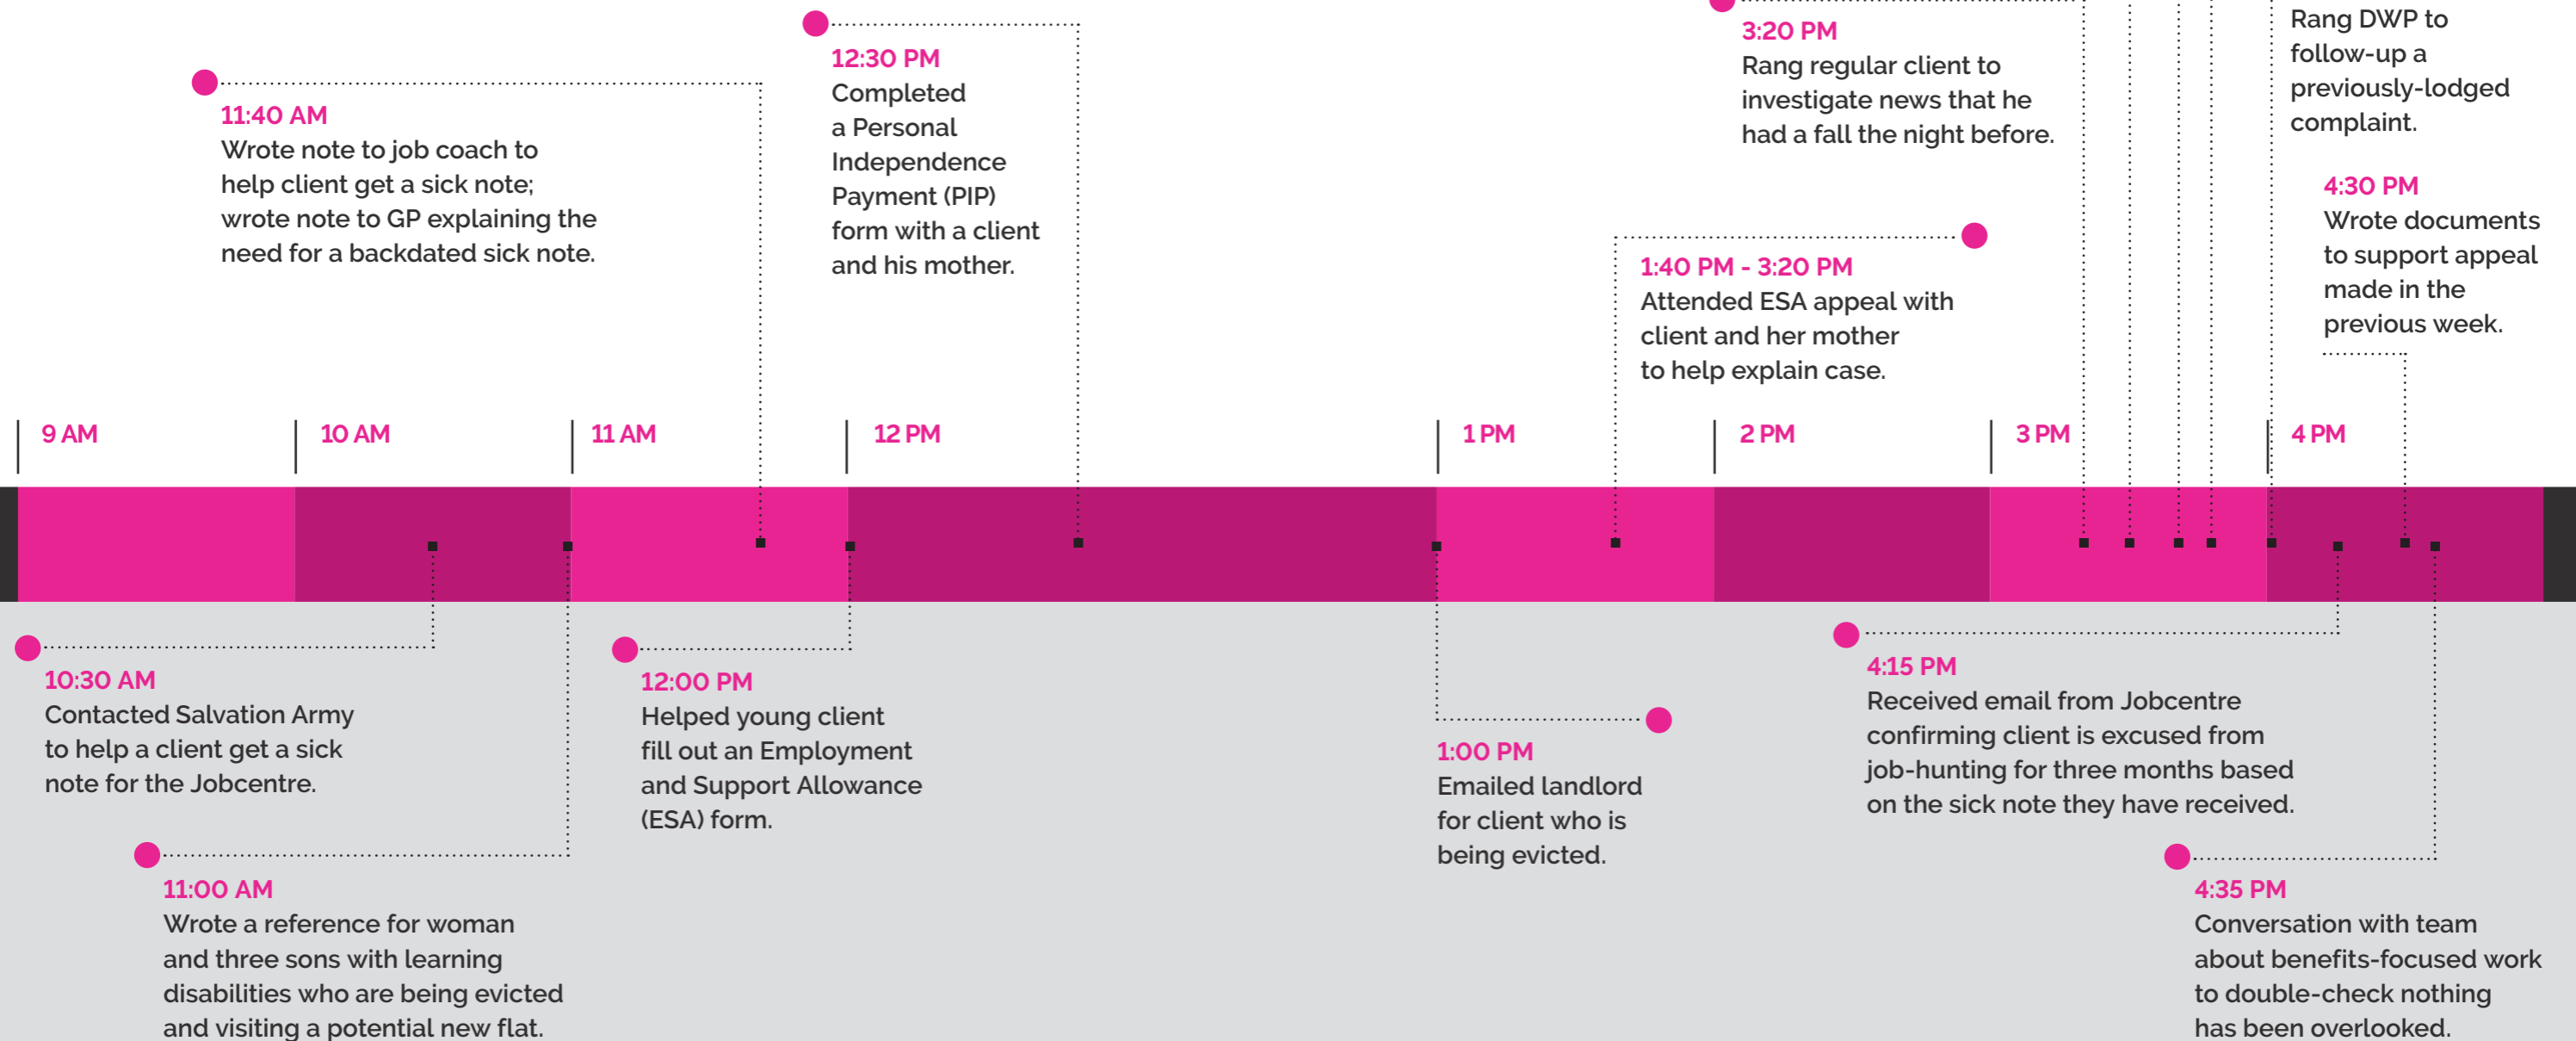 11:40 AM
Wrote note to job coach to
help client get a sick note;
wrote note to GP explaining the
need for a backdated sick note.
12:30 PM
Completed
a Personal
Independence
Payment (PIP)
form with a client
and his mother.
3:20 PM
Rang regular client to
investigate news that he
had a fall the night before.
1:40 PM - 3:20 PM
Attended ESA appeal with
client and her mother
to help explain case.
Rang DWP to
follow-up a
previously-lodged
complaint.
4:30 PM
Wrote documents
to support appeal
made in the
previous week.
9 AM
10 AM
11 AM
12 PM
1 PM
2 PM
3 PM
4 PM
10:30 AM
Contacted Salvation Army
to help a client get a sick
note for the Jobcentre.
11:00 AM
Wrote a reference for woman
and three sons with learning
disabilities who are being evicted
and visiting a potential new flat.
12:00 PM
Helped young client
fill out an Employment
and Support Allowance
(ESA) form.
1:00 PM
Emailed landlord
for client who is
being evicted.
4:15 PM
Received email from Jobcentre
confirming client is excused from
job-hunting for three months based
on the sick note they have received.
4:35 PM
Conversation with team
about benefits-focused work
to double-check nothing
has been overlooked.